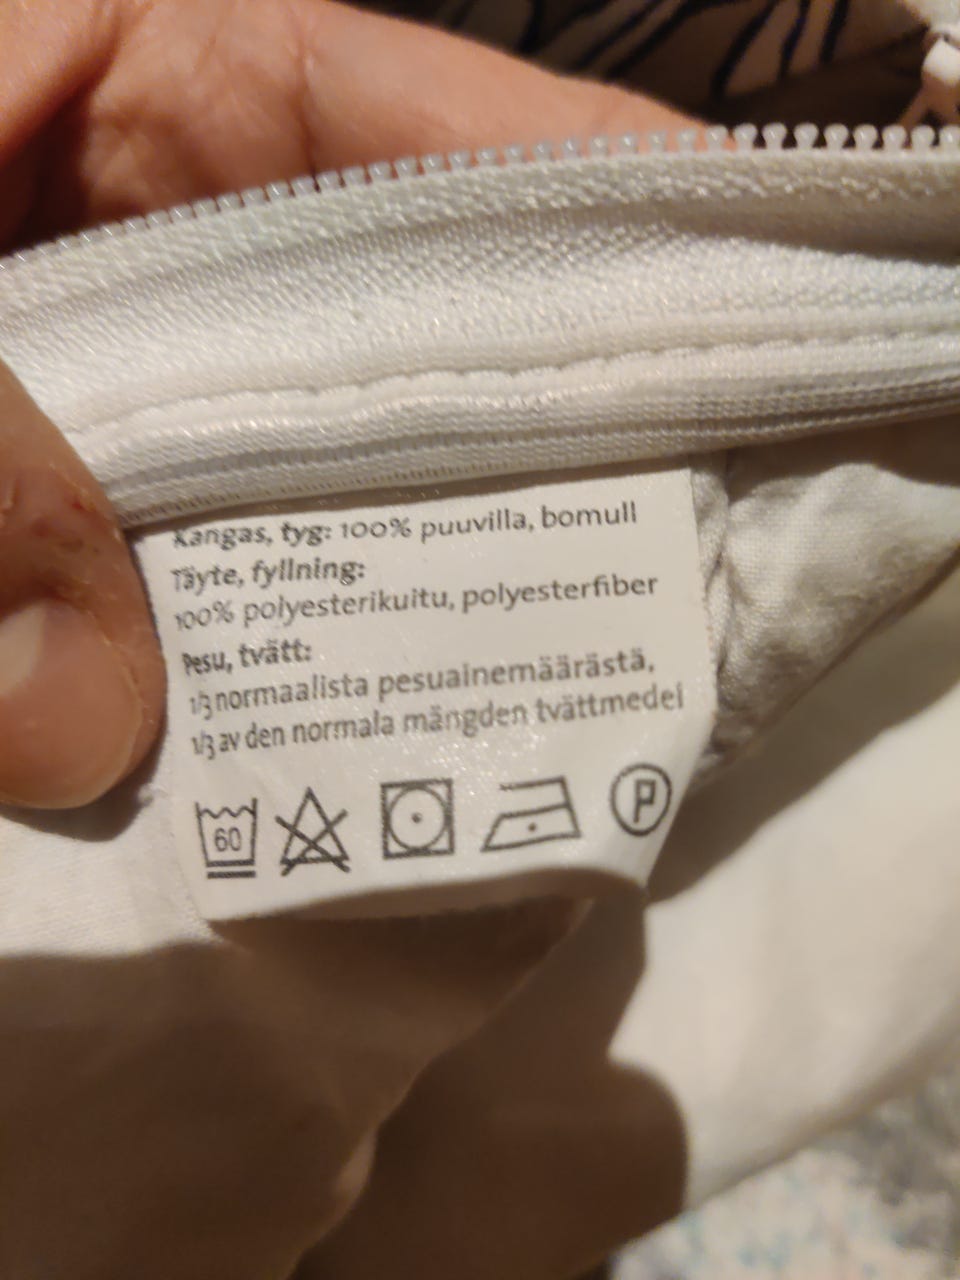 Kangas, tyg: 100% puuvilla, bomull
Täyte, fyllning:
100% polyesterikuitu, polyesterfiber
Pesu, tvätt:
1/3 normaalista pesuainemäärästä,
1/3 av den normala mängden tvättmedel
60 P